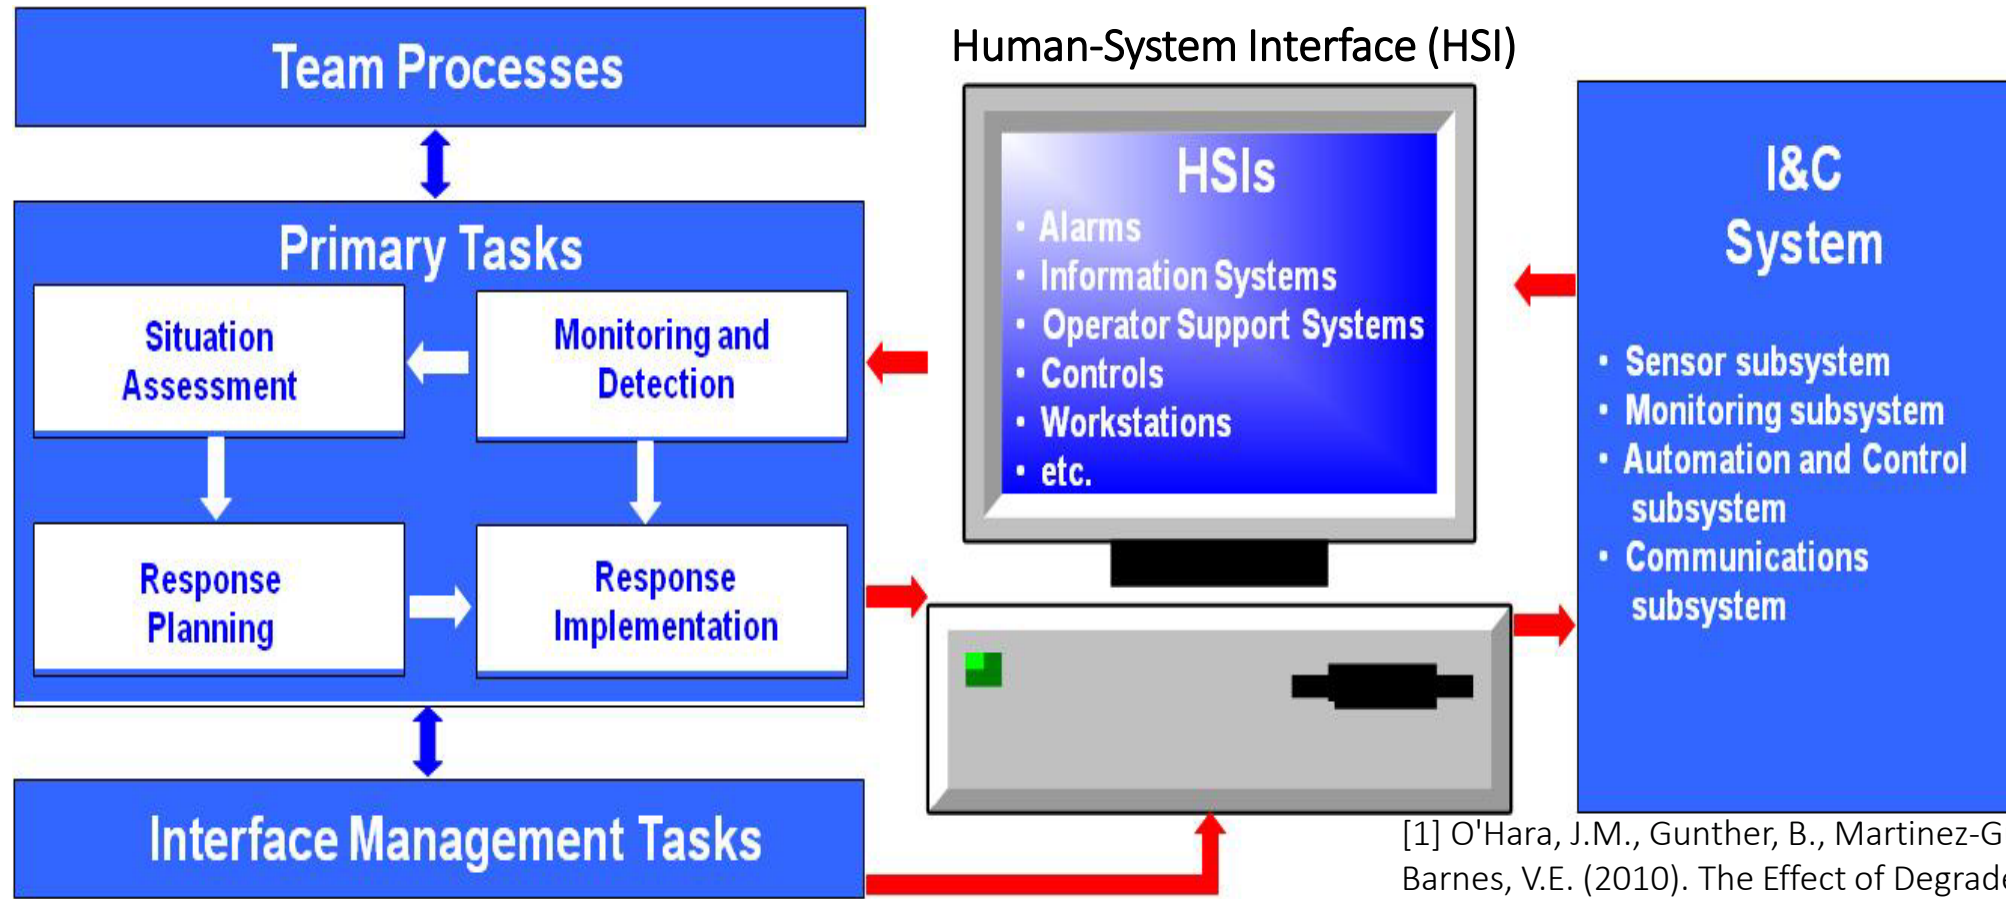 Team Processes
Primary Tasks
Situation
Assessment
Monitoring and
Detection
Response
Planning
Response
Implementation
Interface Management Tasks
Human-System Interface (HSI)
HSIs
• Alarms
• Information Systems
• Operator Support Systems
• Controls
• Workstations
• etc.
I&C
System
• Sensor subsystem
• Monitoring subsystem
• Automation and Control
subsystem
• Communications
subsystem
[1] O'Hara, J.M., Gunther, B., Martinez-G
Barnes, V.E. (2010). The Effect of Degrade